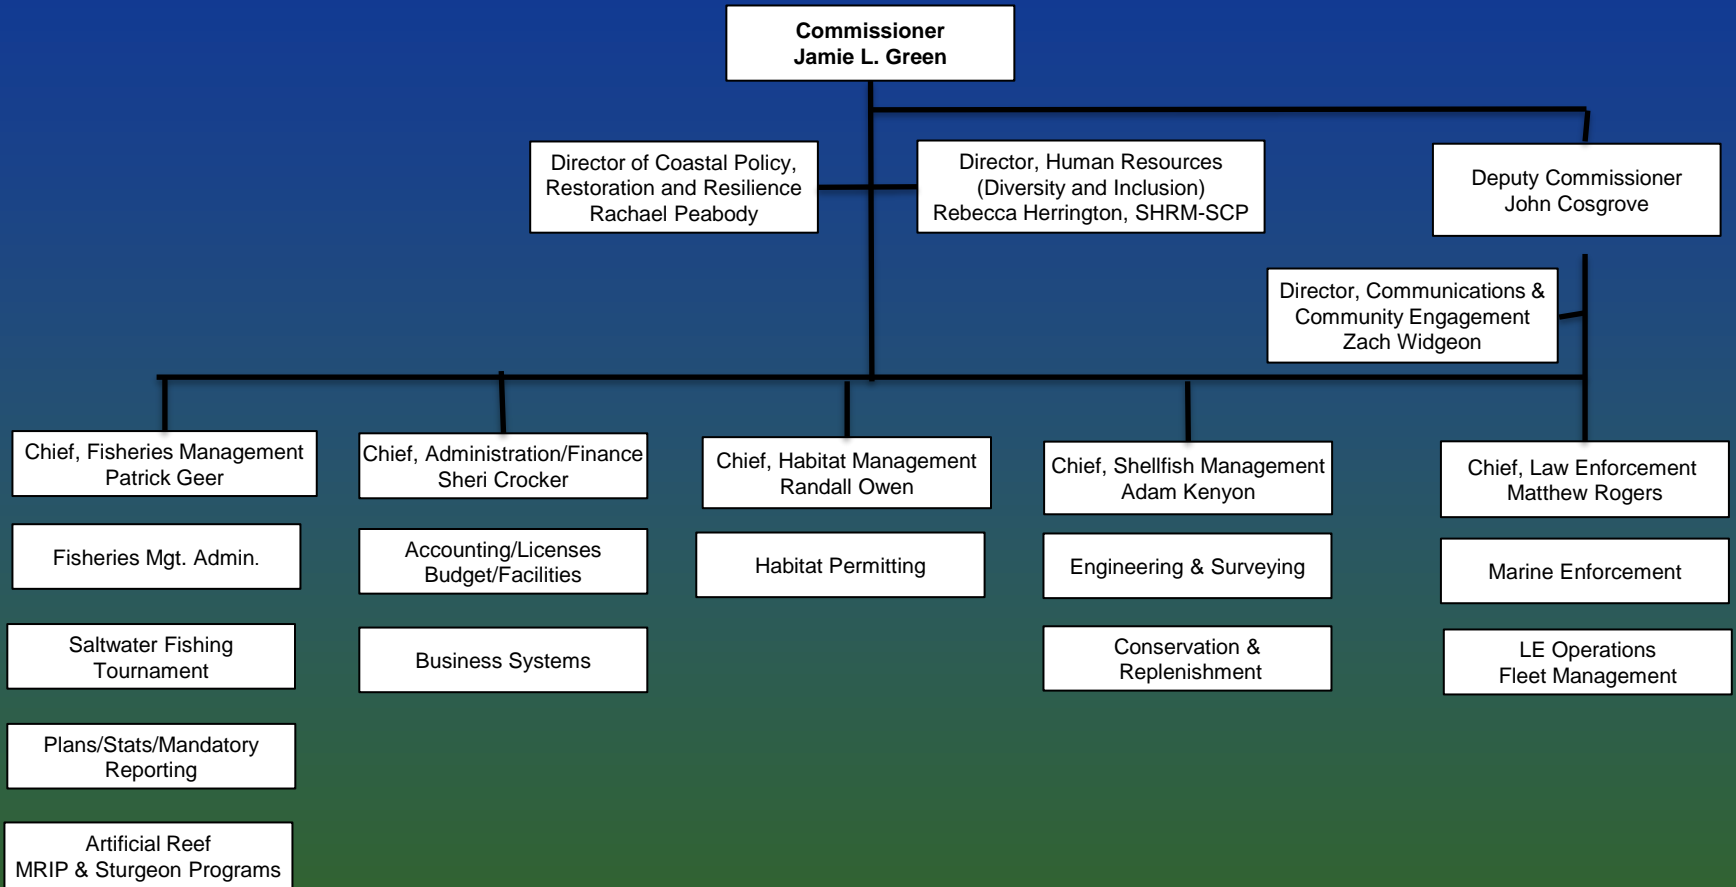 Commissioner
Jamie L. Green
Director of Coastal Policy,
Restoration and Resilience
Rachael Peabody
Director, Human Resources
(Diversity and Inclusion)
Rebecca Herrington, SHRM-SCP
Deputy Commissioner
John Cosgrove
Director, Communications &
Community Engagement
Zach Widgeon
Chief, Fisheries Management
Patrick Geer
Fisheries Mgt. Admin.
Saltwater Fishing
Tournament
Plans/Stats/Mandatory
Reporting
Artificial Reef
MRIP & Sturgeon Programs
Chief, Administration/Finance
Sheri Crocker
Accounting/Licenses
Budget/Facilities
Business Systems
Chief, Habitat Management
Randall Owen
Habitat Permitting
Chief, Shellfish Management
Adam Kenyon
Engineering & Surveying
Conservation &
Replenishment
Chief, Law Enforcement
Matthew Rogers
Marine Enforcement
LE Operations
Fleet Management